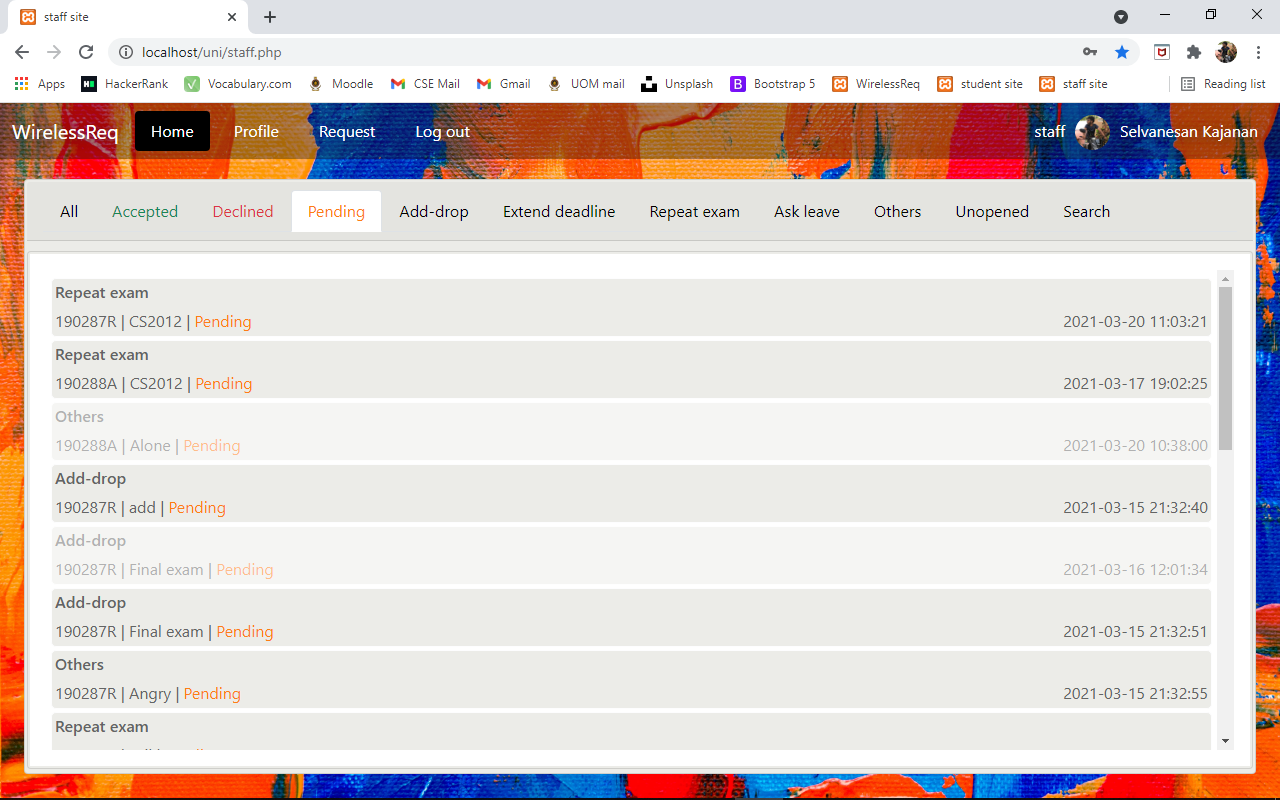 staff site
localhost/uni/staff.php
Apps HackerRank Vocabulary.com Moodle CSE Mail Gmail UOM mail Unsplash Bootstrap 5 WirelessReq student site staff site Reading list
WirelessReq Home Profile Request Log out staff Selvanesan Kajanan
All Accepted Declined Pending Add-drop Extend deadline Repeat exam Ask leave Others Unopened Search
Repeat exam
190287R | CS2012 | Pending 2021-03-20 11:03:21
Repeat exam
190288A | CS2012 | Pending 2021-03-17 19:02:25
Others
190288A | Alone | Pending 2021-03-20 10:38:00
Add-drop
190287R | add | Pending 2021-03-15 21:32:40
Add-drop
190287R | Final exam | Pending 2021-03-16 12:01:34
Add-drop
190287R | Final exam | Pending 2021-03-15 21:32:51
Others
190287R | Angry | Pending 2021-03-15 21:32:55
Repeat exam